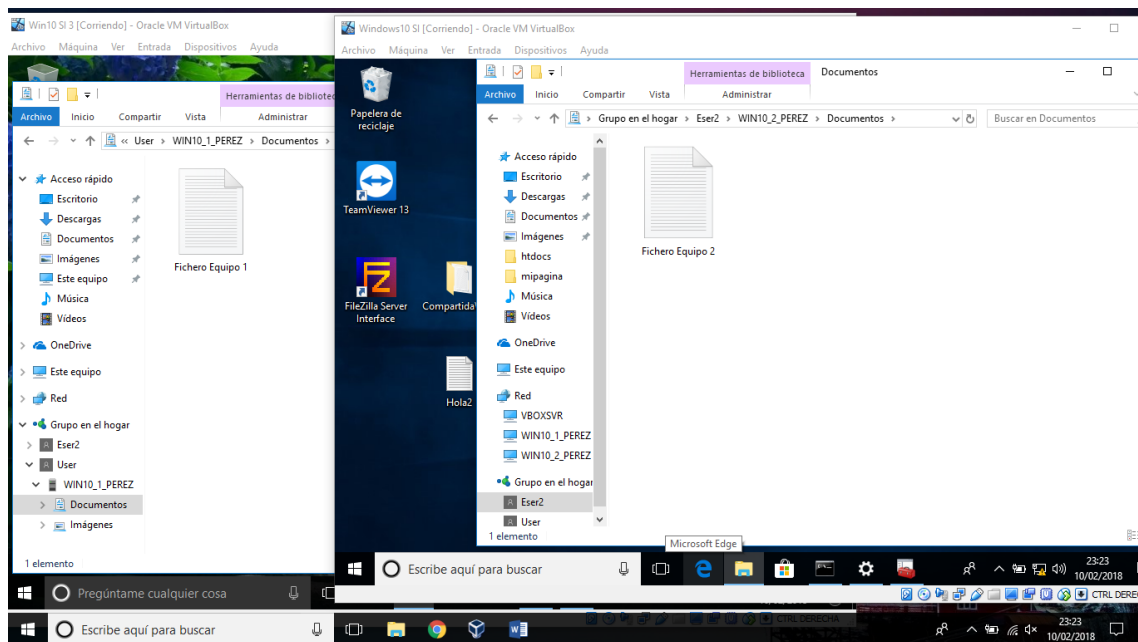 Win10 SI 3 [Corriendo] - Oracle VM VirtualBox
Archivo Máquina Ver Entrada Dispositivos Ayuda
Herramientas de bibliotec
Archivo Inicio Compartir Vista Administrar
« User > WIN10_1_PEREZ > Documentos >
Acceso rápido
Escritorio
Descargas
Documentos
Imágenes
Este equipo
Música
Vídeos
OneDrive
Este equipo
Red
Grupo en el hogar
Eser2
User
WIN10_1_PEREZ
Documentos
Imágenes
Fichero Equipo 1
1 elemento
Pregúntame cualquier cosa
Windows10 SI [Corriendo] - Oracle VM VirtualBox
Archivo Máquina Ver Entrada Dispositivos Ayuda
Papelera de
reciclaje
TeamViewer 13
FileZilla Server
Interface
Compartida
Hola2
Herramientas de biblioteca Documentos
Archivo Inicio Compartir Vista Administrar
> Grupo en el hogar > Eser2 > WIN10_2_PEREZ > Documentos >
Buscar en Documentos
Acceso rápido
Escritorio
Descargas
Documentos
Imágenes
htdocs
mipagina
Música
Vídeos
OneDrive
Este equipo
Red
VBOXSVR
WIN10_1_PEREZ
WIN10_2_PEREZ
Grupo en el hogar
Eser2
User
Fichero Equipo 2
1 elemento
Microsoft Edge
Escribe aquí para buscar
23:23
10/02/2018
CTRL DERE
CTRL DERECHA
Escribe aquí para buscar
23:23
10/02/2018